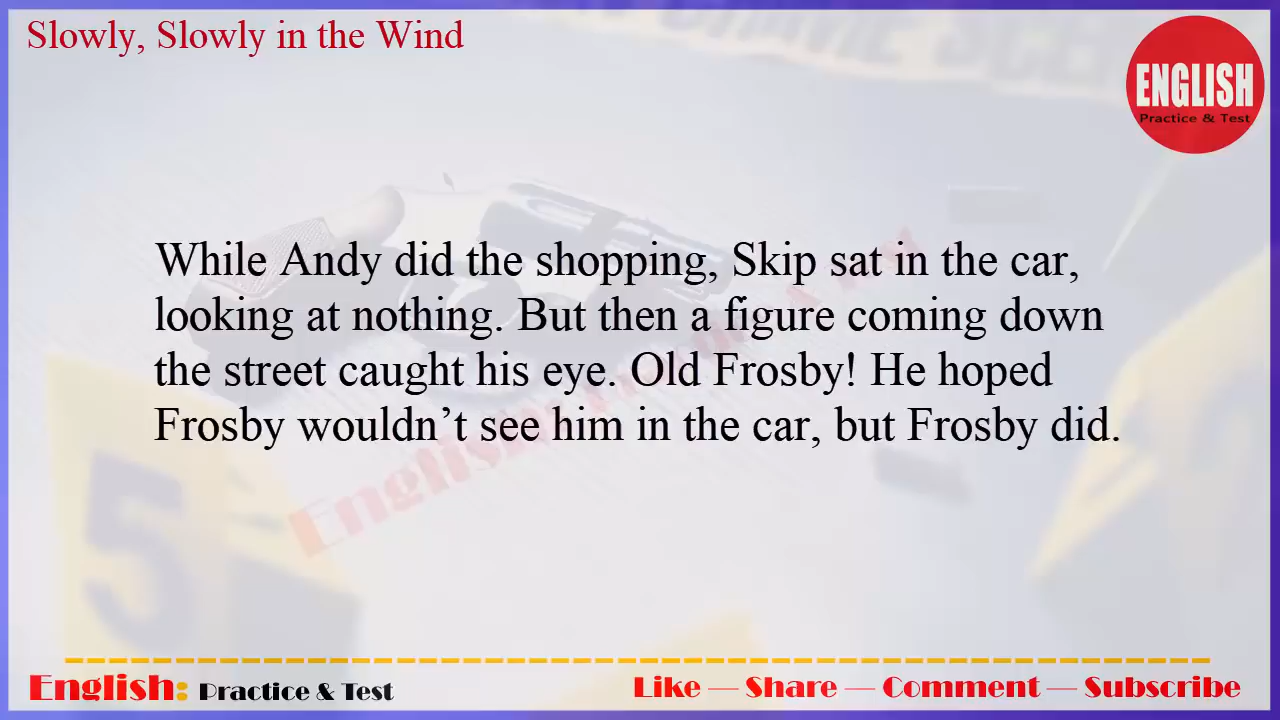 Slowly, Slowly in the Wind
ENGLISH
Practice & Test
While Andy did the shopping, Skip sat in the car,
looking at nothing. But then a figure coming down
the street caught his eye. Old Frosby! He hoped
Frosby wouldn’t see him in the car, but Frosby did.
5
English: Practice & Test
Like — Share — Comment — Subscribe